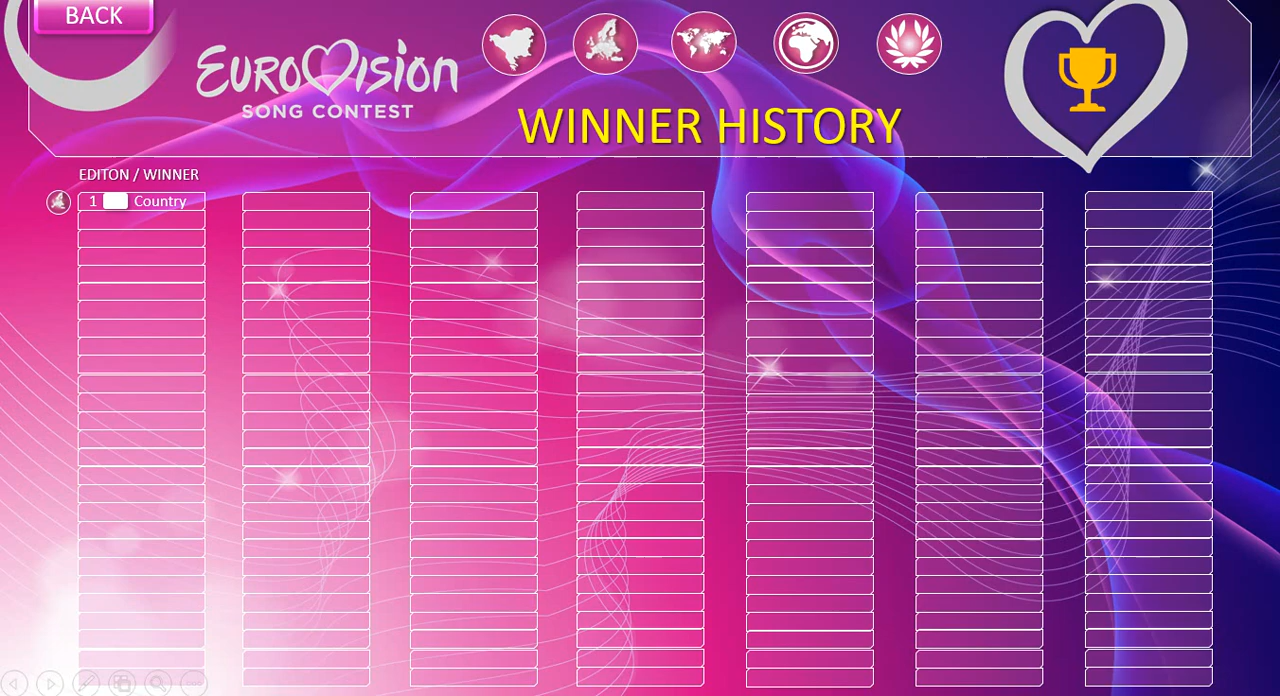 BACK
EUROVISION
SONG CONTEST
WINNER HISTORY
EDITON / WINNER
1 Country